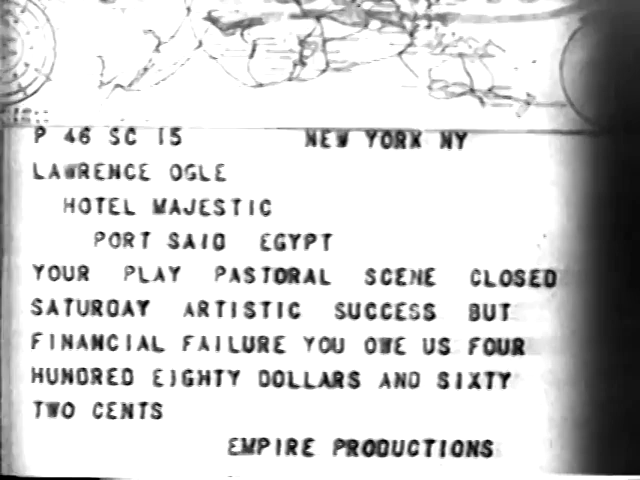 P 46 SC 15 NEW YORK NY
LAWRENCE OGLE
HOTEL MAJESTIC
PORT SAID EGYPT
YOUR PLAY PASTORAL SCENE CLOSED
SATURDAY ARTISTIC SUCCESS BUT
FINANCIAL FAILURE YOU OWE US FOUR
HUNDRED EIGHTY DOLLARS AND SIXTY
TWO CENTS
EMPIRE PRODUCTIONS